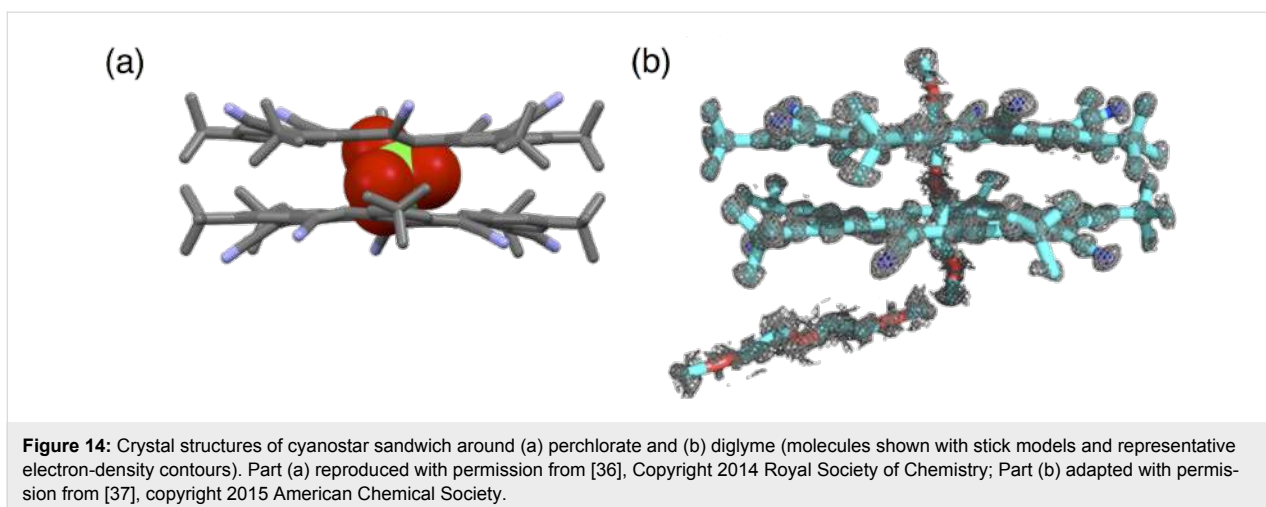 (a)
(b)
Figure 14: Crystal structures of cyanostar sandwich around (a) perchlorate and (b) diglyme (molecules shown with stick models and representative
electron-density contours). Part (a) reproduced with permission from [36], Copyright 2014 Royal Society of Chemistry; Part (b) adapted with permis-
sion from [37], copyright 2015 American Chemical Society.